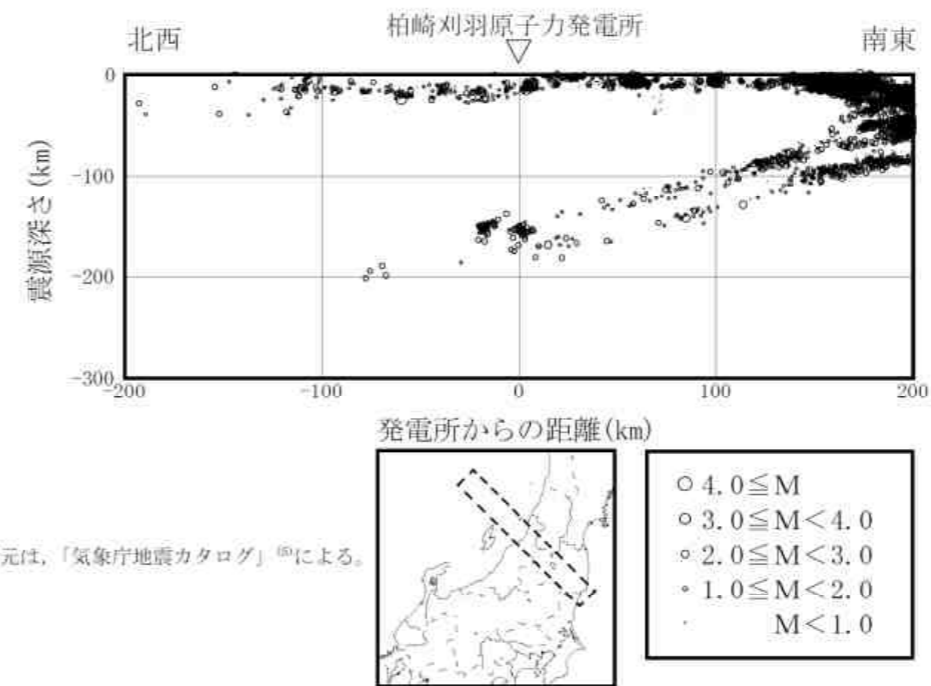 柏崎刈羽原子力発電所
北西
南東
震源深さ(km)
0
-100
-200
-300
-200
-100
0
100
200
発電所からの距離(km)
元は，「気象庁地震カタログ」⁽⁵⁾による。
4.0≦M
3.0≦M＜4.0
2.0≦M＜3.0
1.0≦M＜2.0
M＜1.0